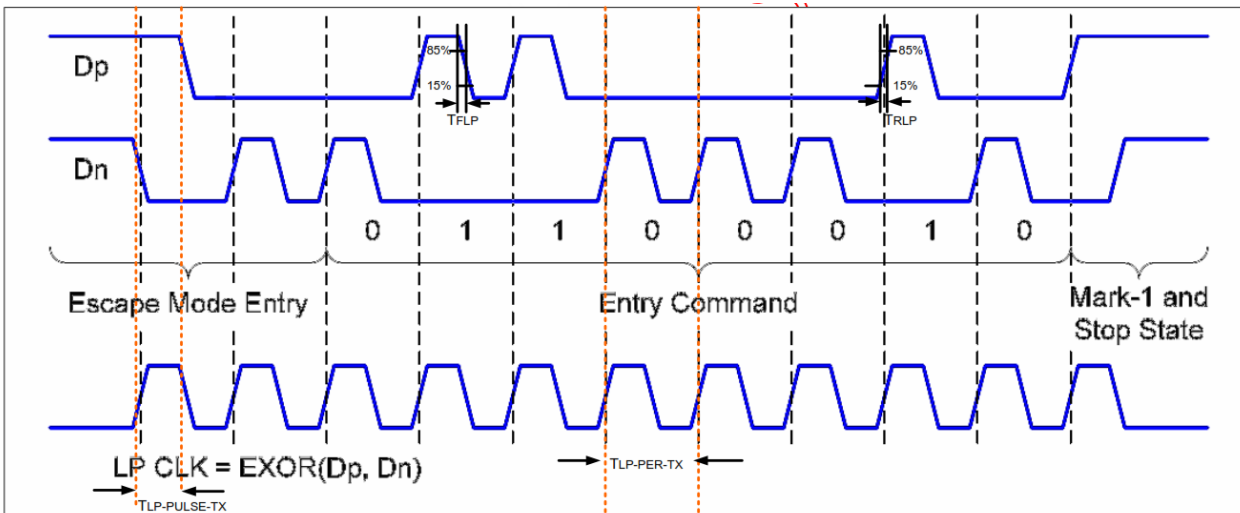 Dp
85%
15%
TFLP
85%
15%
TRLP
Dn
0 1 1 0 0 0 1 0
Escape Mode Entry
Entry Command
Mark-1 and
Stop State
LP CLK = EXOR(Dp, Dn)
TLP-PER-TX
TLP-PULSE-TX